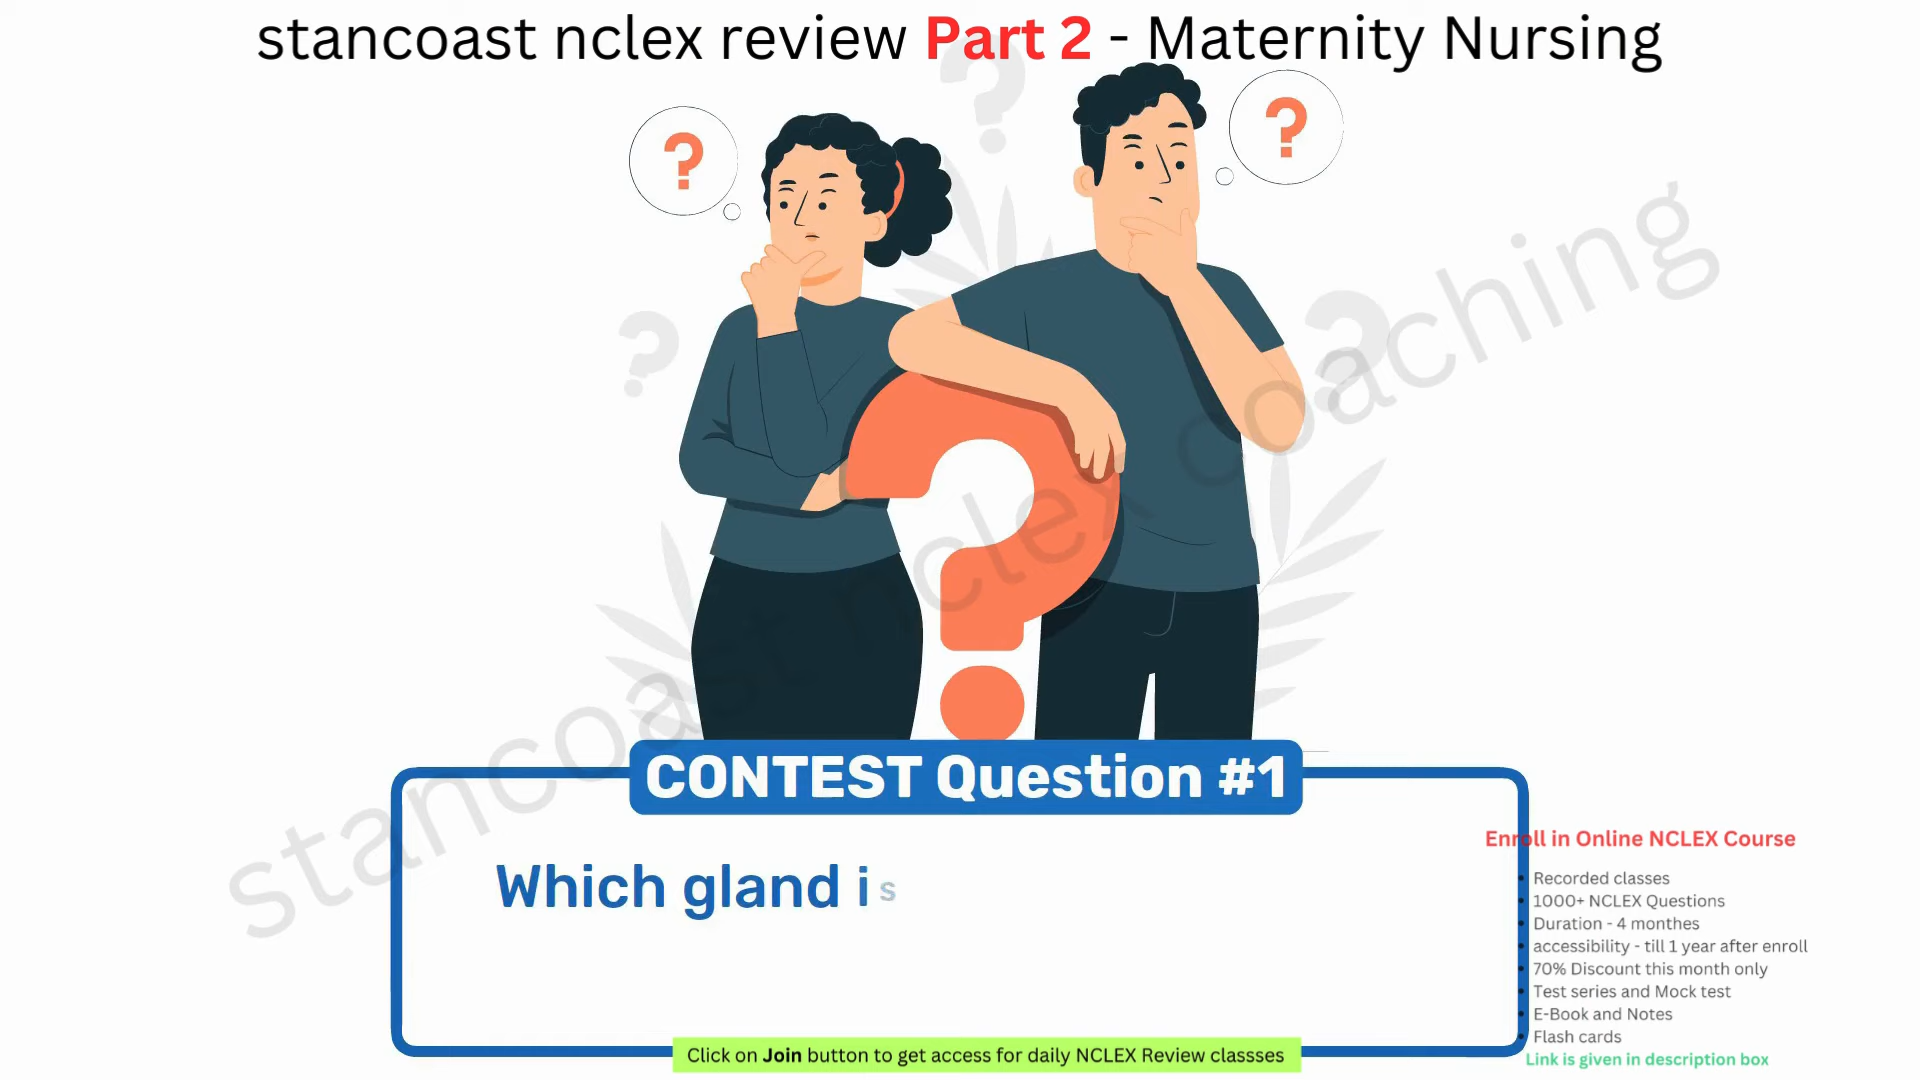 stancoast nclex review Part 2 - Maternity Nursing
?
?
stancoast nclex coaching
CONTEST Question #1
Which gland is
Enroll in Online NCLEX Course
• Recorded classes
• 1000+ NCLEX Questions
• Duration - 4 monthes
• accessibility - till 1 year after enroll
• 70% Discount this month only
• Test series and Mock test
• E-Book and Notes
• Flash cards
Link is given in description box
Click on Join button to get access for daily NCLEX Review classses